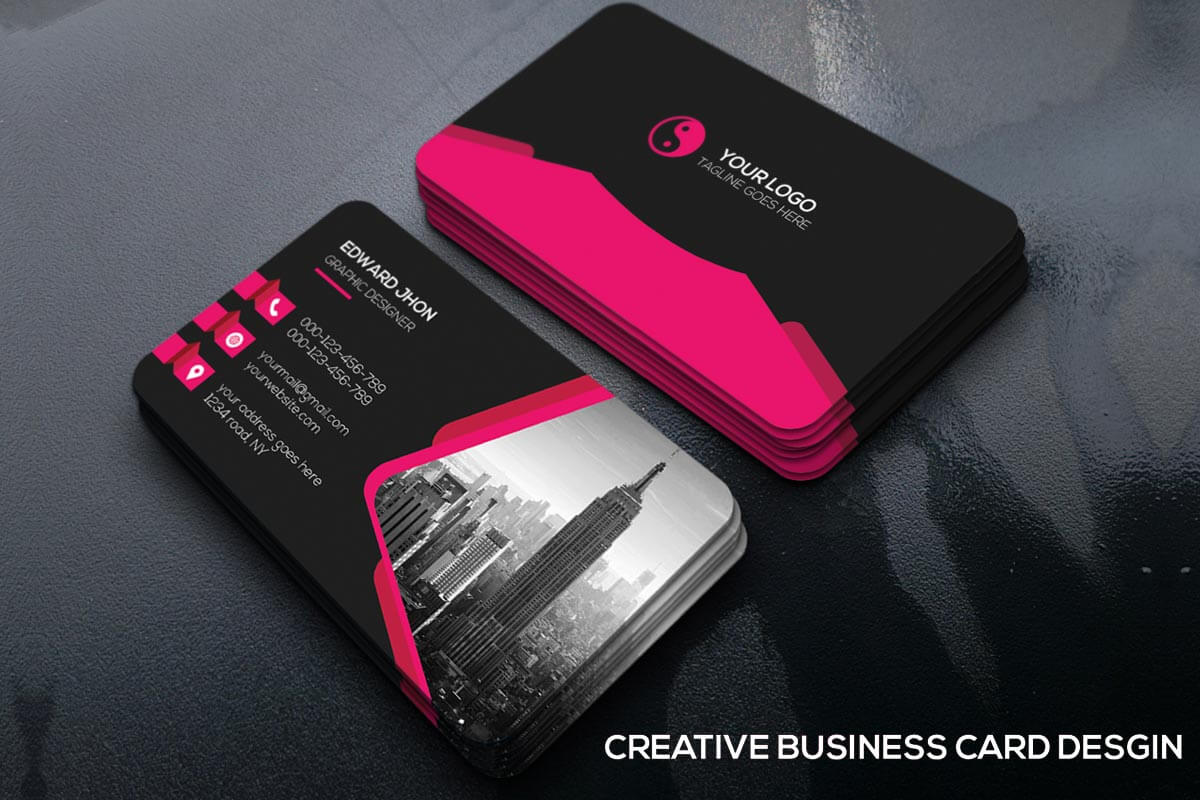 YOUR LOGO
TAGLINE GOES HERE
EDWARD JHON
GRAPHIC DESIGNER
000-123-456-789
000-123-456-789
yourmail@gmail.com
yourwebsite.com
your address goes here
1234 road, NY
CREATIVE BUSINESS CARD DESGIN